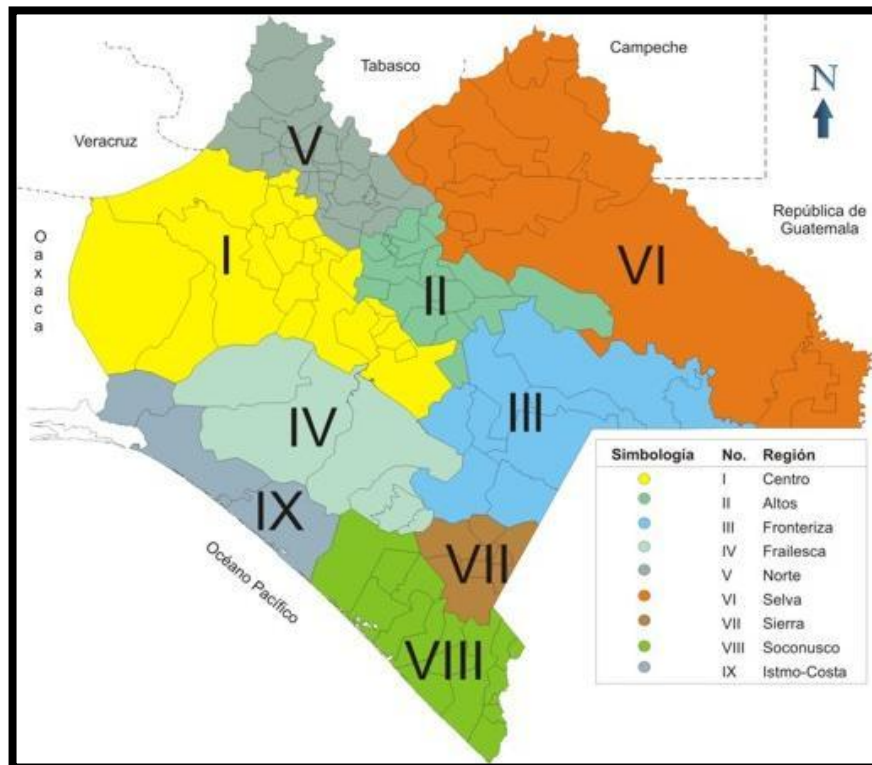 Campeche
Tabasco
N
Veracruz
V
República de
Guatemala
Oaxaca
I
VI
II
III
IV
Simbología No. Región
I Centro
II Altos
III Fronteriza
IV Frailesca
V Norte
VI Selva
VII Sierra
VIII Soconusco
IX Istmo-Costa
IX
VII
Océano Pacífico
VIII